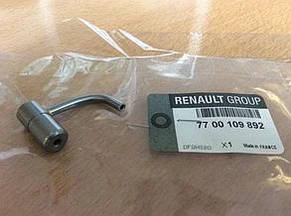 RENAULT GROUP
77 00 109 892
X1
Made in FRANCE